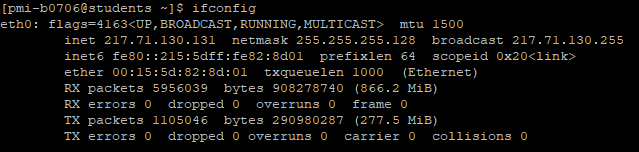 [pmi-b0706@students ~]$ ifconfig
eth0: flags=4163<UP,BROADCAST,RUNNING,MULTICAST>  mtu 1500
        inet 217.71.130.131  netmask 255.255.255.128  broadcast 217.71.130.255
        inet6 fe80::215:5dff:fe82:8d01  prefixlen 64  scopeid 0x20<link>
        ether 00:15:5d:82:8d:01  txqueuelen 1000  (Ethernet)
        RX packets 5956039  bytes 908278740 (866.2 MiB)
        RX errors 0  dropped 0  overruns 0  frame 0
        TX packets 1105046  bytes 290980287 (277.5 MiB)
        TX errors 0  dropped 0 overruns 0  carrier 0  collisions 0